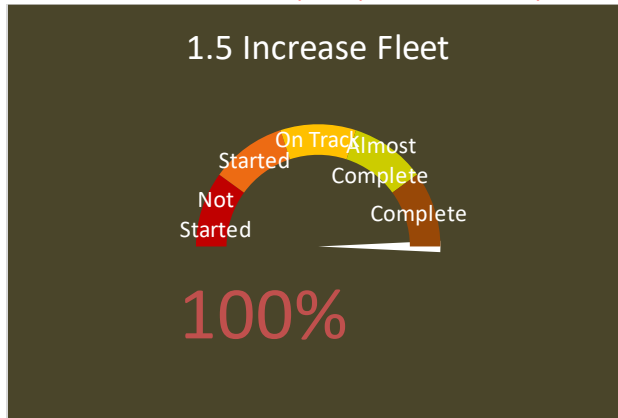 1.5 Increase Fleet
On Track
Almost
Complete
Started
Not
Started
Complete
100%